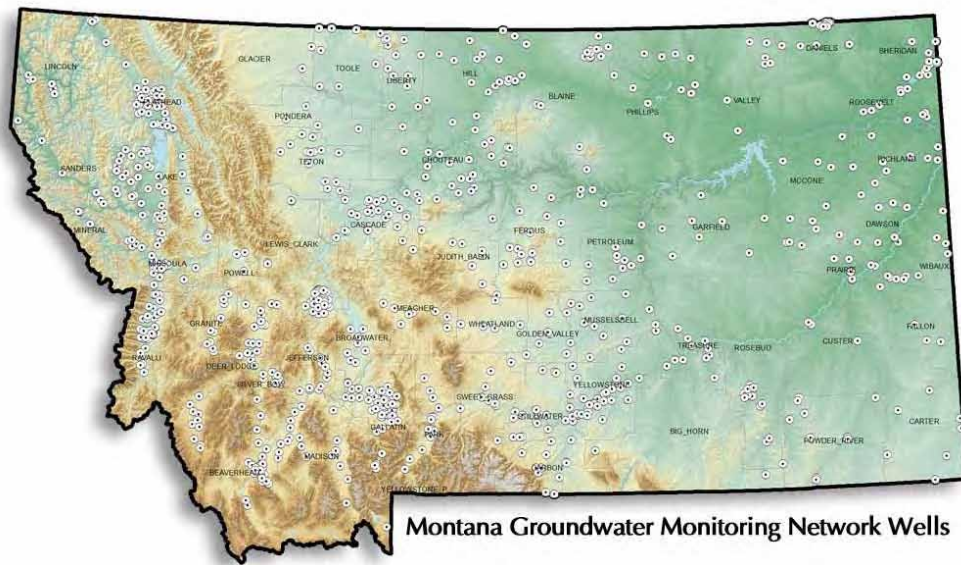 LINCOLN
GLACIER
TOOLE
LIBERTY
HILL
BLAINE
PHILLIPS
VALLEY
DANIELS
SHERIDAN
ROOSEVELT
FLATHEAD
PONDERA
TETON
CHOUTEAU
SANDERS
LAKE
RICHLAND
MCCONE
MINERAL
CASCADE
LEWIS_CLARK
FERGUS
PETROLEUM
GARFIELD
DAWSON
MISSOULA
POWELL
JUDITH_BASIN
PRAIRIE
WIBAUX
GRANITE
MEAGHER
WHEATLAND
GOLDEN_VALLEY
MUSSELSHELL
BROADWATER
TREASURE
ROSEBUD
CUSTER
FALLON
RAVALLI
DEER_LODGE
JEFFERSON
SILVER_BOW
YELLOWSTONE
SWEET_GRASS
STILLWATER
GALLATIN
PARK
BIG_HORN
POWDER_RIVER
CARTER
MADISON
BEAVERHEAD
CARBON
YELLOWSTONE_P
Montana Groundwater Monitoring Network Wells